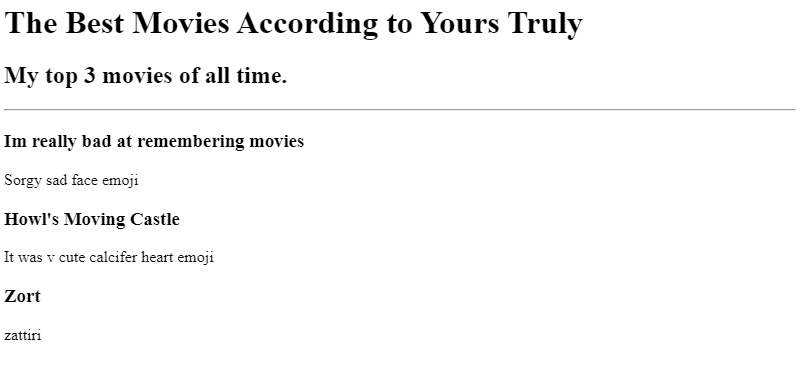 The Best Movies According to Yours Truly
My top 3 movies of all time.
Im really bad at remembering movies
Sorgy sad face emoji
Howl's Moving Castle
It was v cute calcifer heart emoji
Zort
zattiri